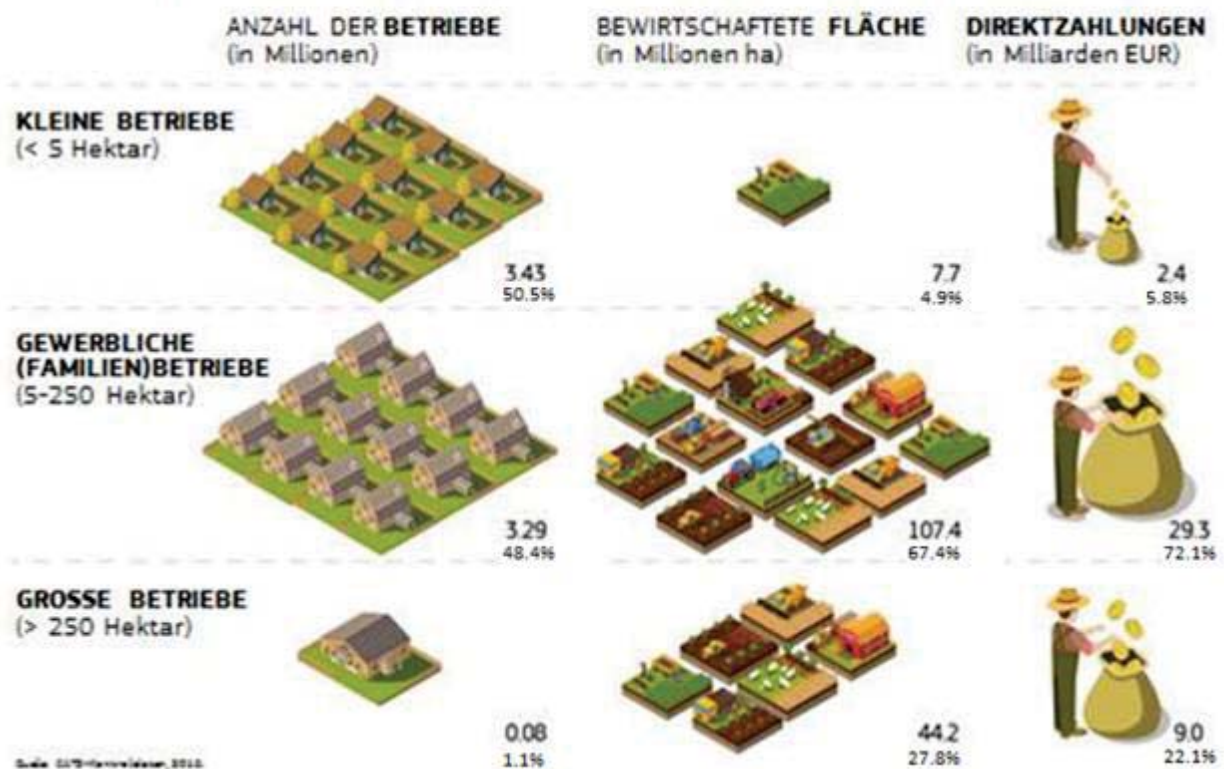 ANZAHL DER BETRIEBE
(in Millionen)
BEWIRTSCHAFTETE FLÄCHE
(in Millionen ha)
DIREKTZAHLUNGEN
(in Milliarden EUR)
KLEINE BETRIEBE
(< 5 Hektar)
3.43
50.5%
7.7
4.9%
2.4
5.8%
GEWERBLICHE
(FAMILIEN)BETRIEBE
(5-250 Hektar)
3.29
48.4%
107.4
67.4%
29.3
72.1%
GROSSE BETRIEBE
(> 250 Hektar)
0.08
1.1%
44.2
27.8%
9.0
22.1%